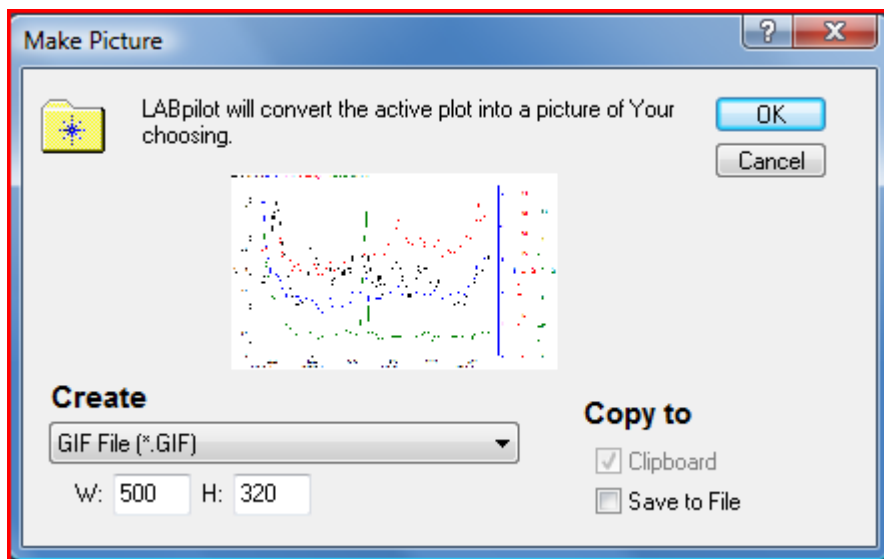 Make Picture
LABpilot will convert the active plot into a picture of Your
choosing.
OK
Cancel
Create
GIF File (*.GIF)
W: 500 H: 320
Copy to
Clipboard
Save to File